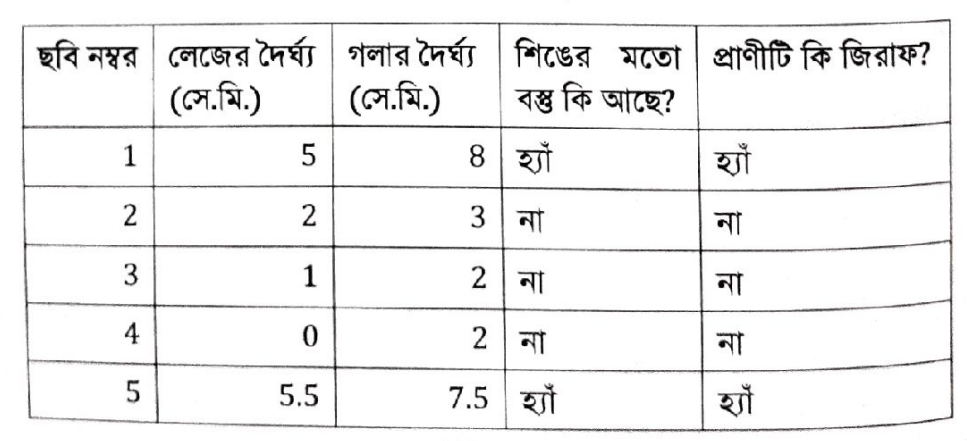 ছবি নম্বর লেজের দৈর্ঘ্য গলার দৈর্ঘ্য শিঙের মতো প্রাণীটি কি জিরাফ?
(সে.মি.) (সে.মি.) বস্তু কি আছে?
1 5 8 হ্যাঁ হ্যাঁ
2 2 3 না না
3 1 2 না না
4 0 2 না না
5 5.5 7.5 হ্যাঁ হ্যাঁ